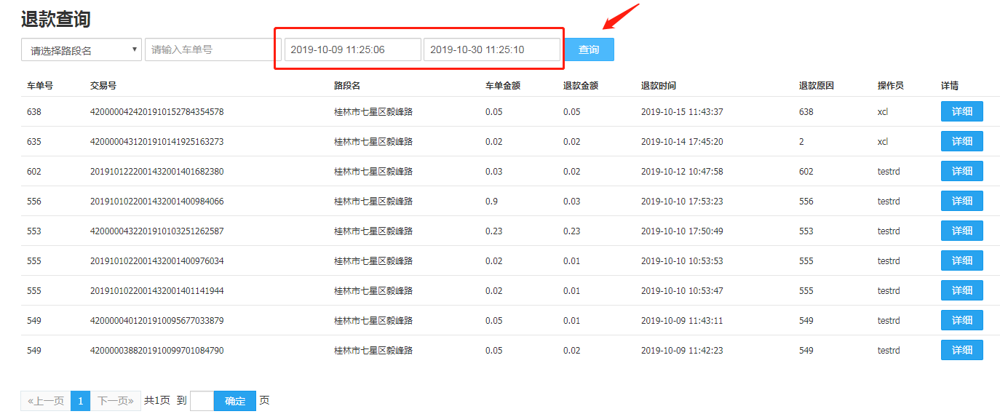 退款查询
请选择路段名 请输入车单号 2019-10-09 11:25:06 2019-10-30 11:25:10 查询
车单号 交易号 路段名 车单金额 退款金额 退款时间 退款原因 操作员 详情
638 4200000424201910152784354578 桂林市七星区毅峰路 0.05 0.05 2019-10-15 11:43:37 638 xcl 详细
635 4200000431201910141925163273 桂林市七星区毅峰路 0.02 0.02 2019-10-14 17:45:20 2 xcl 详细
602 2019101222001432001401682380 桂林市七星区毅峰路 0.03 0.02 2019-10-12 10:47:58 602 testrd 详细
556 2019101022001432001400984066 桂林市七星区毅峰路 0.9 0.03 2019-10-10 17:53:23 556 testrd 详细
553 4200000432201910103251262587 桂林市七星区毅峰路 0.23 0.23 2019-10-10 17:50:49 553 testrd 详细
555 2019101022001432001400976034 桂林市七星区毅峰路 0.02 0.01 2019-10-10 10:53:53 555 testrd 详细
555 2019101022001432001401141944 桂林市七星区毅峰路 0.02 0.01 2019-10-10 10:53:47 555 testrd 详细
549 4200000401201910095677033879 桂林市七星区毅峰路 0.05 0.01 2019-10-09 11:43:11 549 testrd 详细
549 4200000388201910099701084790 桂林市七星区毅峰路 0.05 0.02 2019-10-09 11:42:23 549 testrd 详细
«上一页 1 下一页» 共1页 到 确定 页